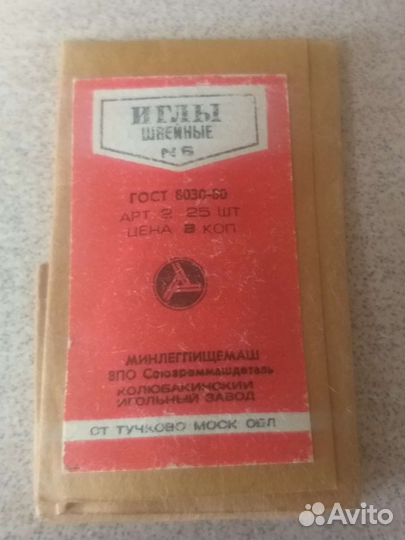 ИГЛЫ
ШВЕЙНЫЕ
№6
ГОСТ 8030-80
АРТ 2 25 ШТ
ЦЕНА 8 КОП
МИНЛЕГПИЩЕМАШ
ВПО Союзреммашдеталь
КОЛЮБАКИНСКИЙ
ИГОЛЬНЫЙ ЗАВОД
СТ ТУЧКОВО МОСК ОБЛ
Avito